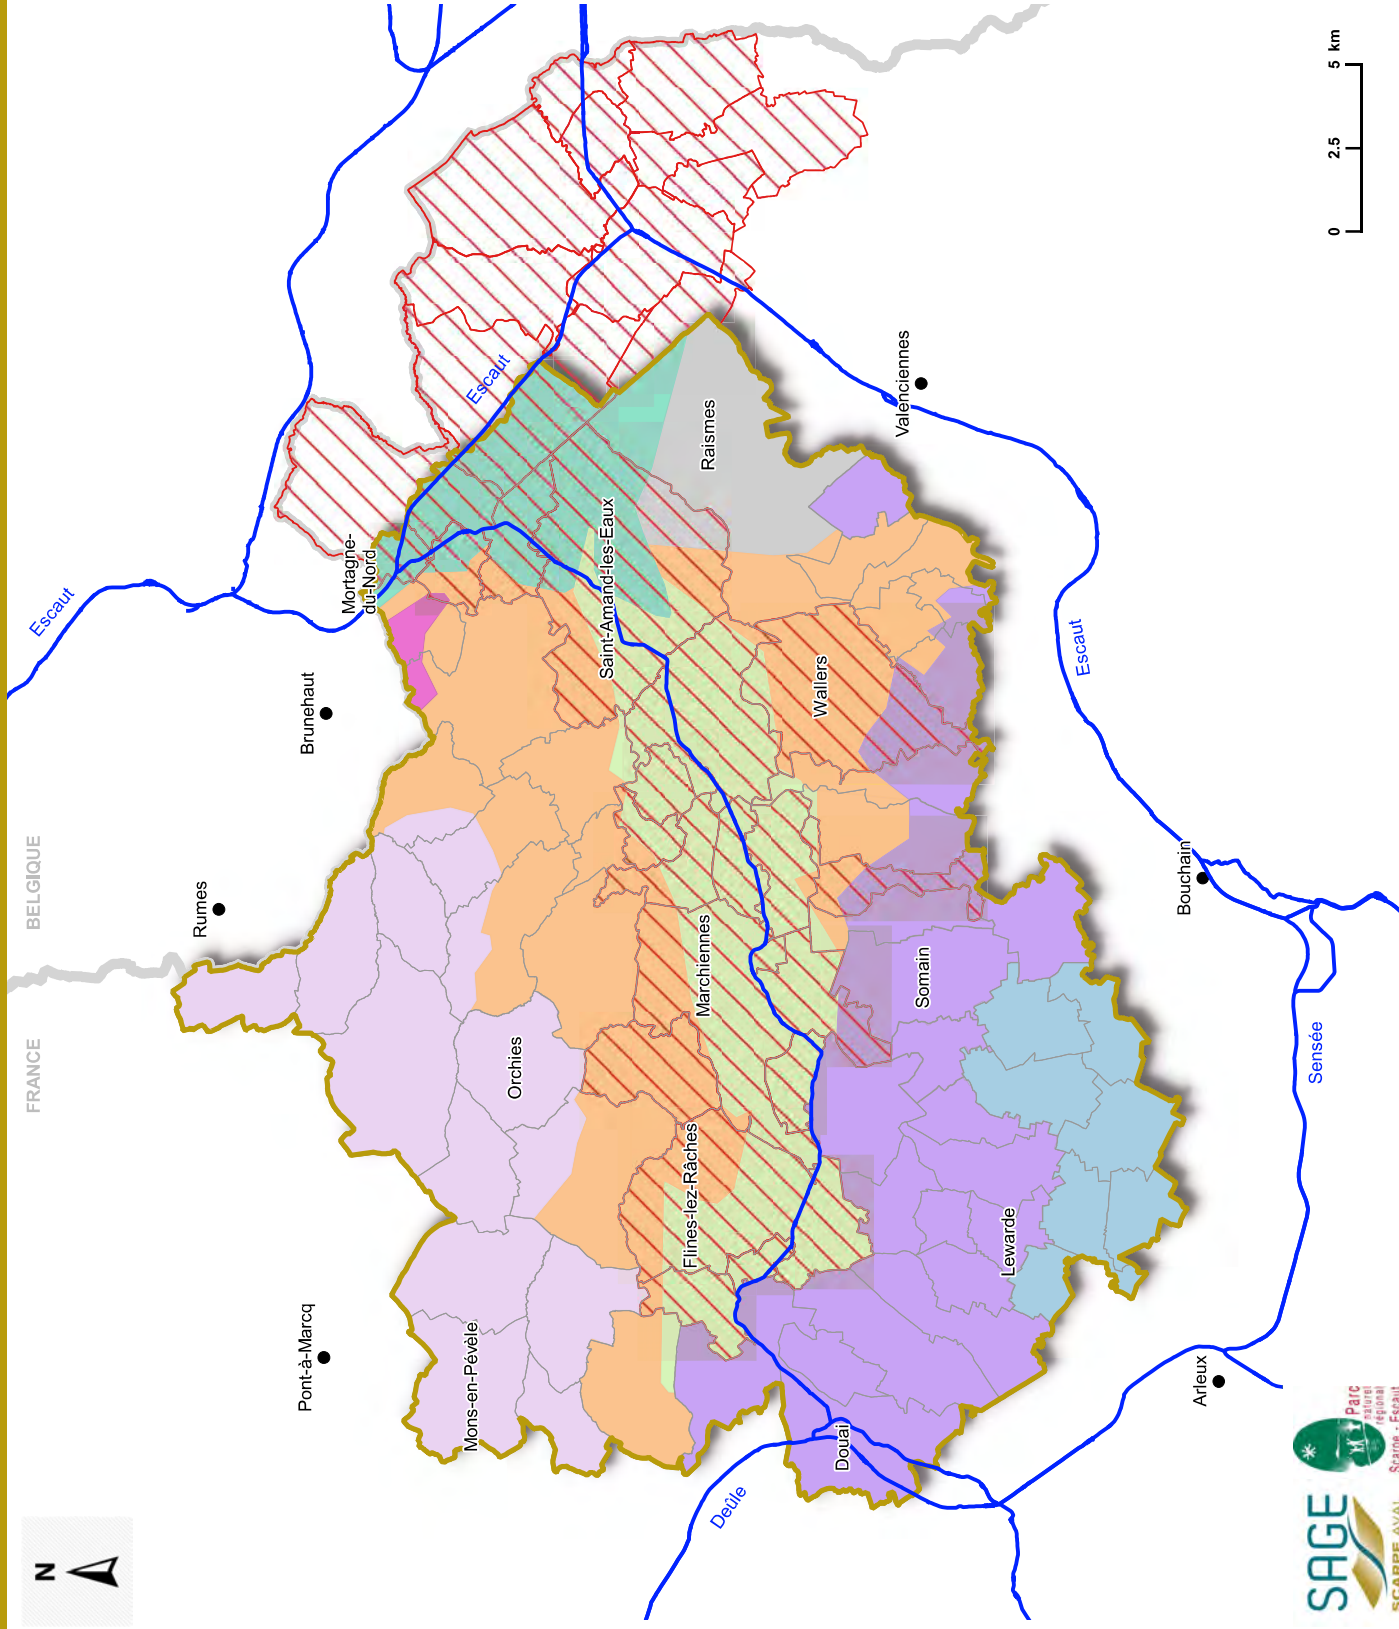 N
FRANCE
BELGIQUE
Rumes
Brunehaut
Pont-à-Marcq
Escaut
Mortagne-
du-Nord
Escaut
Mons-en-Pévèle
Orchies
Saint-Amand-les-Eaux
Raismes
Flines-lez-Râches
Marchiennes
Wallers
Valenciennes
Deûle
Douai
Somain
Lewarde
Escaut
Bouchain
Arleux
Sensée
0
2.5
5 km
SAGE
SCARPE AVAL
Parc
naturel
régional
Scarpe - Escaut